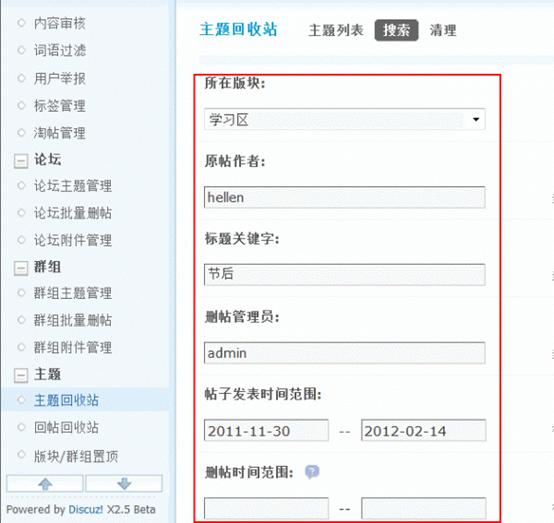 内容审核
词语过滤
用户举报
标签管理
淘帖管理
论坛
论坛主题管理
论坛批量删帖
论坛附件管理
群组
群组主题管理
群组批量删帖
群组附件管理
主题
主题回收站
回帖回收站
版块/群组置顶
Powered by Discuz! X2.5 Beta
主题回收站 主题列表 搜索 清理
所在版块:
学习区
原帖作者:
hellen
标题关键字:
节后
删帖管理员:
admin
帖子发表时间范围:
2011-11-30 -- 2012-02-14
删帖时间范围: ?
--